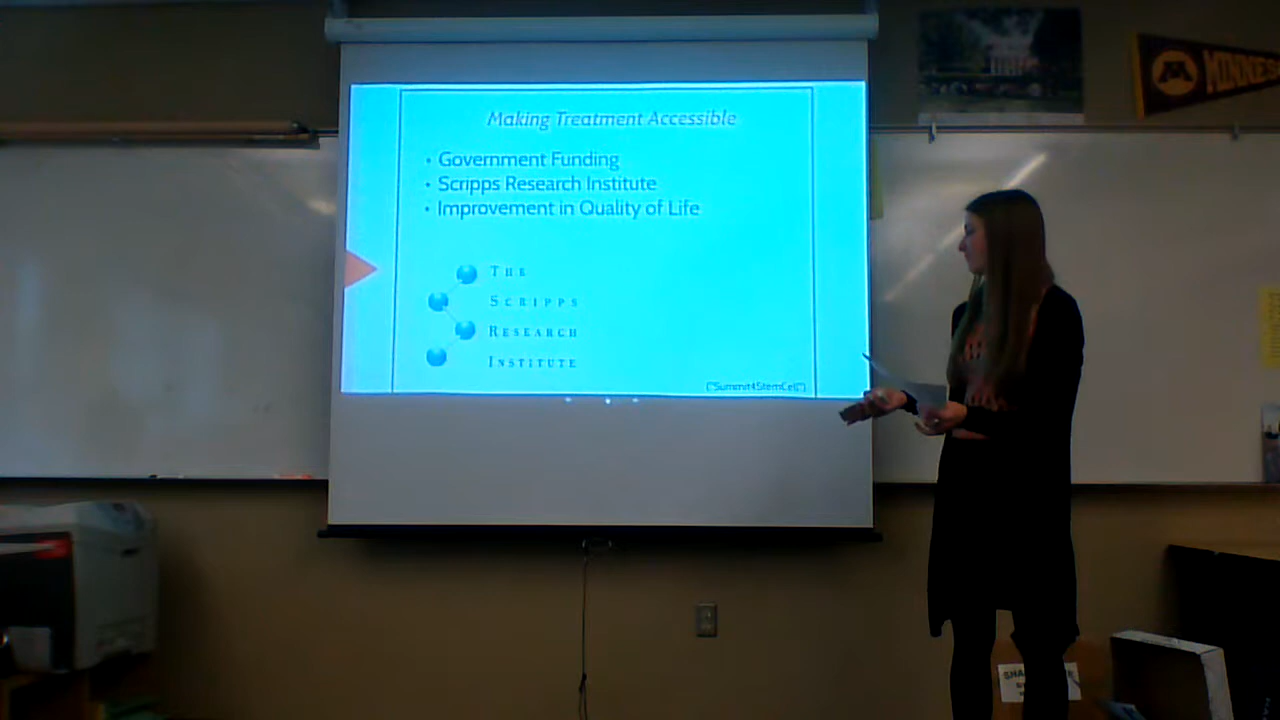 Making Treatment Accessible
• Government Funding
• Scripps Research Institute
• Improvement in Quality of Life
THE
SCRIPPS
RESEARCH
INSTITUTE
("Summit4StemCell")